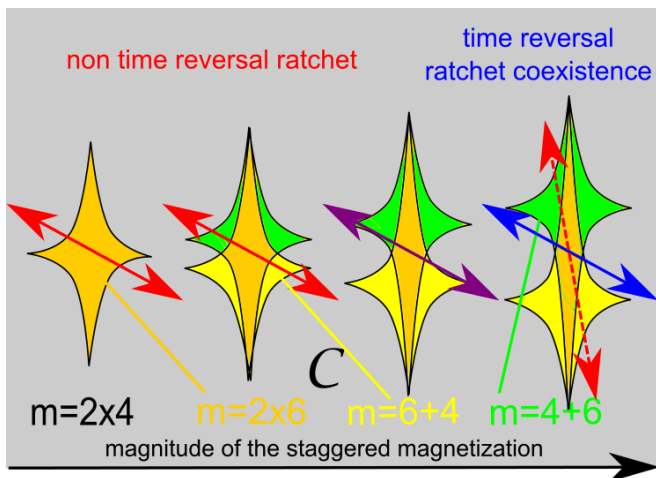 non time reversal ratchet
time reversal
ratchet coexistence
C
m=2x4
m=2x6
m=6+4
m=4+6
magnitude of the staggered magnetization